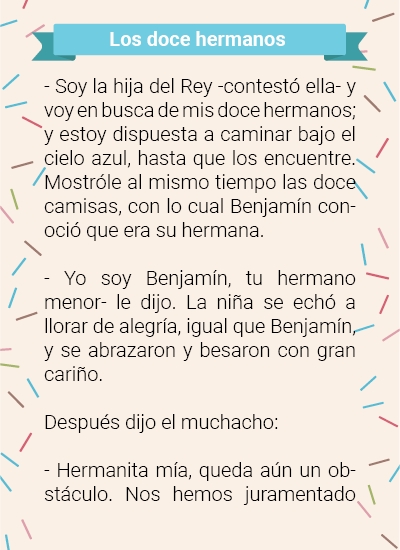 Los doce hermanos
- Soy la hija del Rey -contestó ella- y
voy en busca de mis doce hermanos;
y estoy dispuesta a caminar bajo el
cielo azul, hasta que los encuentre.
Mostróle al mismo tiempo las doce
camisas, con lo cual Benjamín con-
oció que era su hermana.
- Yo soy Benjamín, tu hermano
menor- le dijo. La niña se echó a
llorar de alegría, igual que Benjamín,
y se abrazaron y besaron con gran
cariño.
Después dijo el muchacho:
- Hermanita mía, queda aún un ob-
stáculo. Nos hemos juramentado